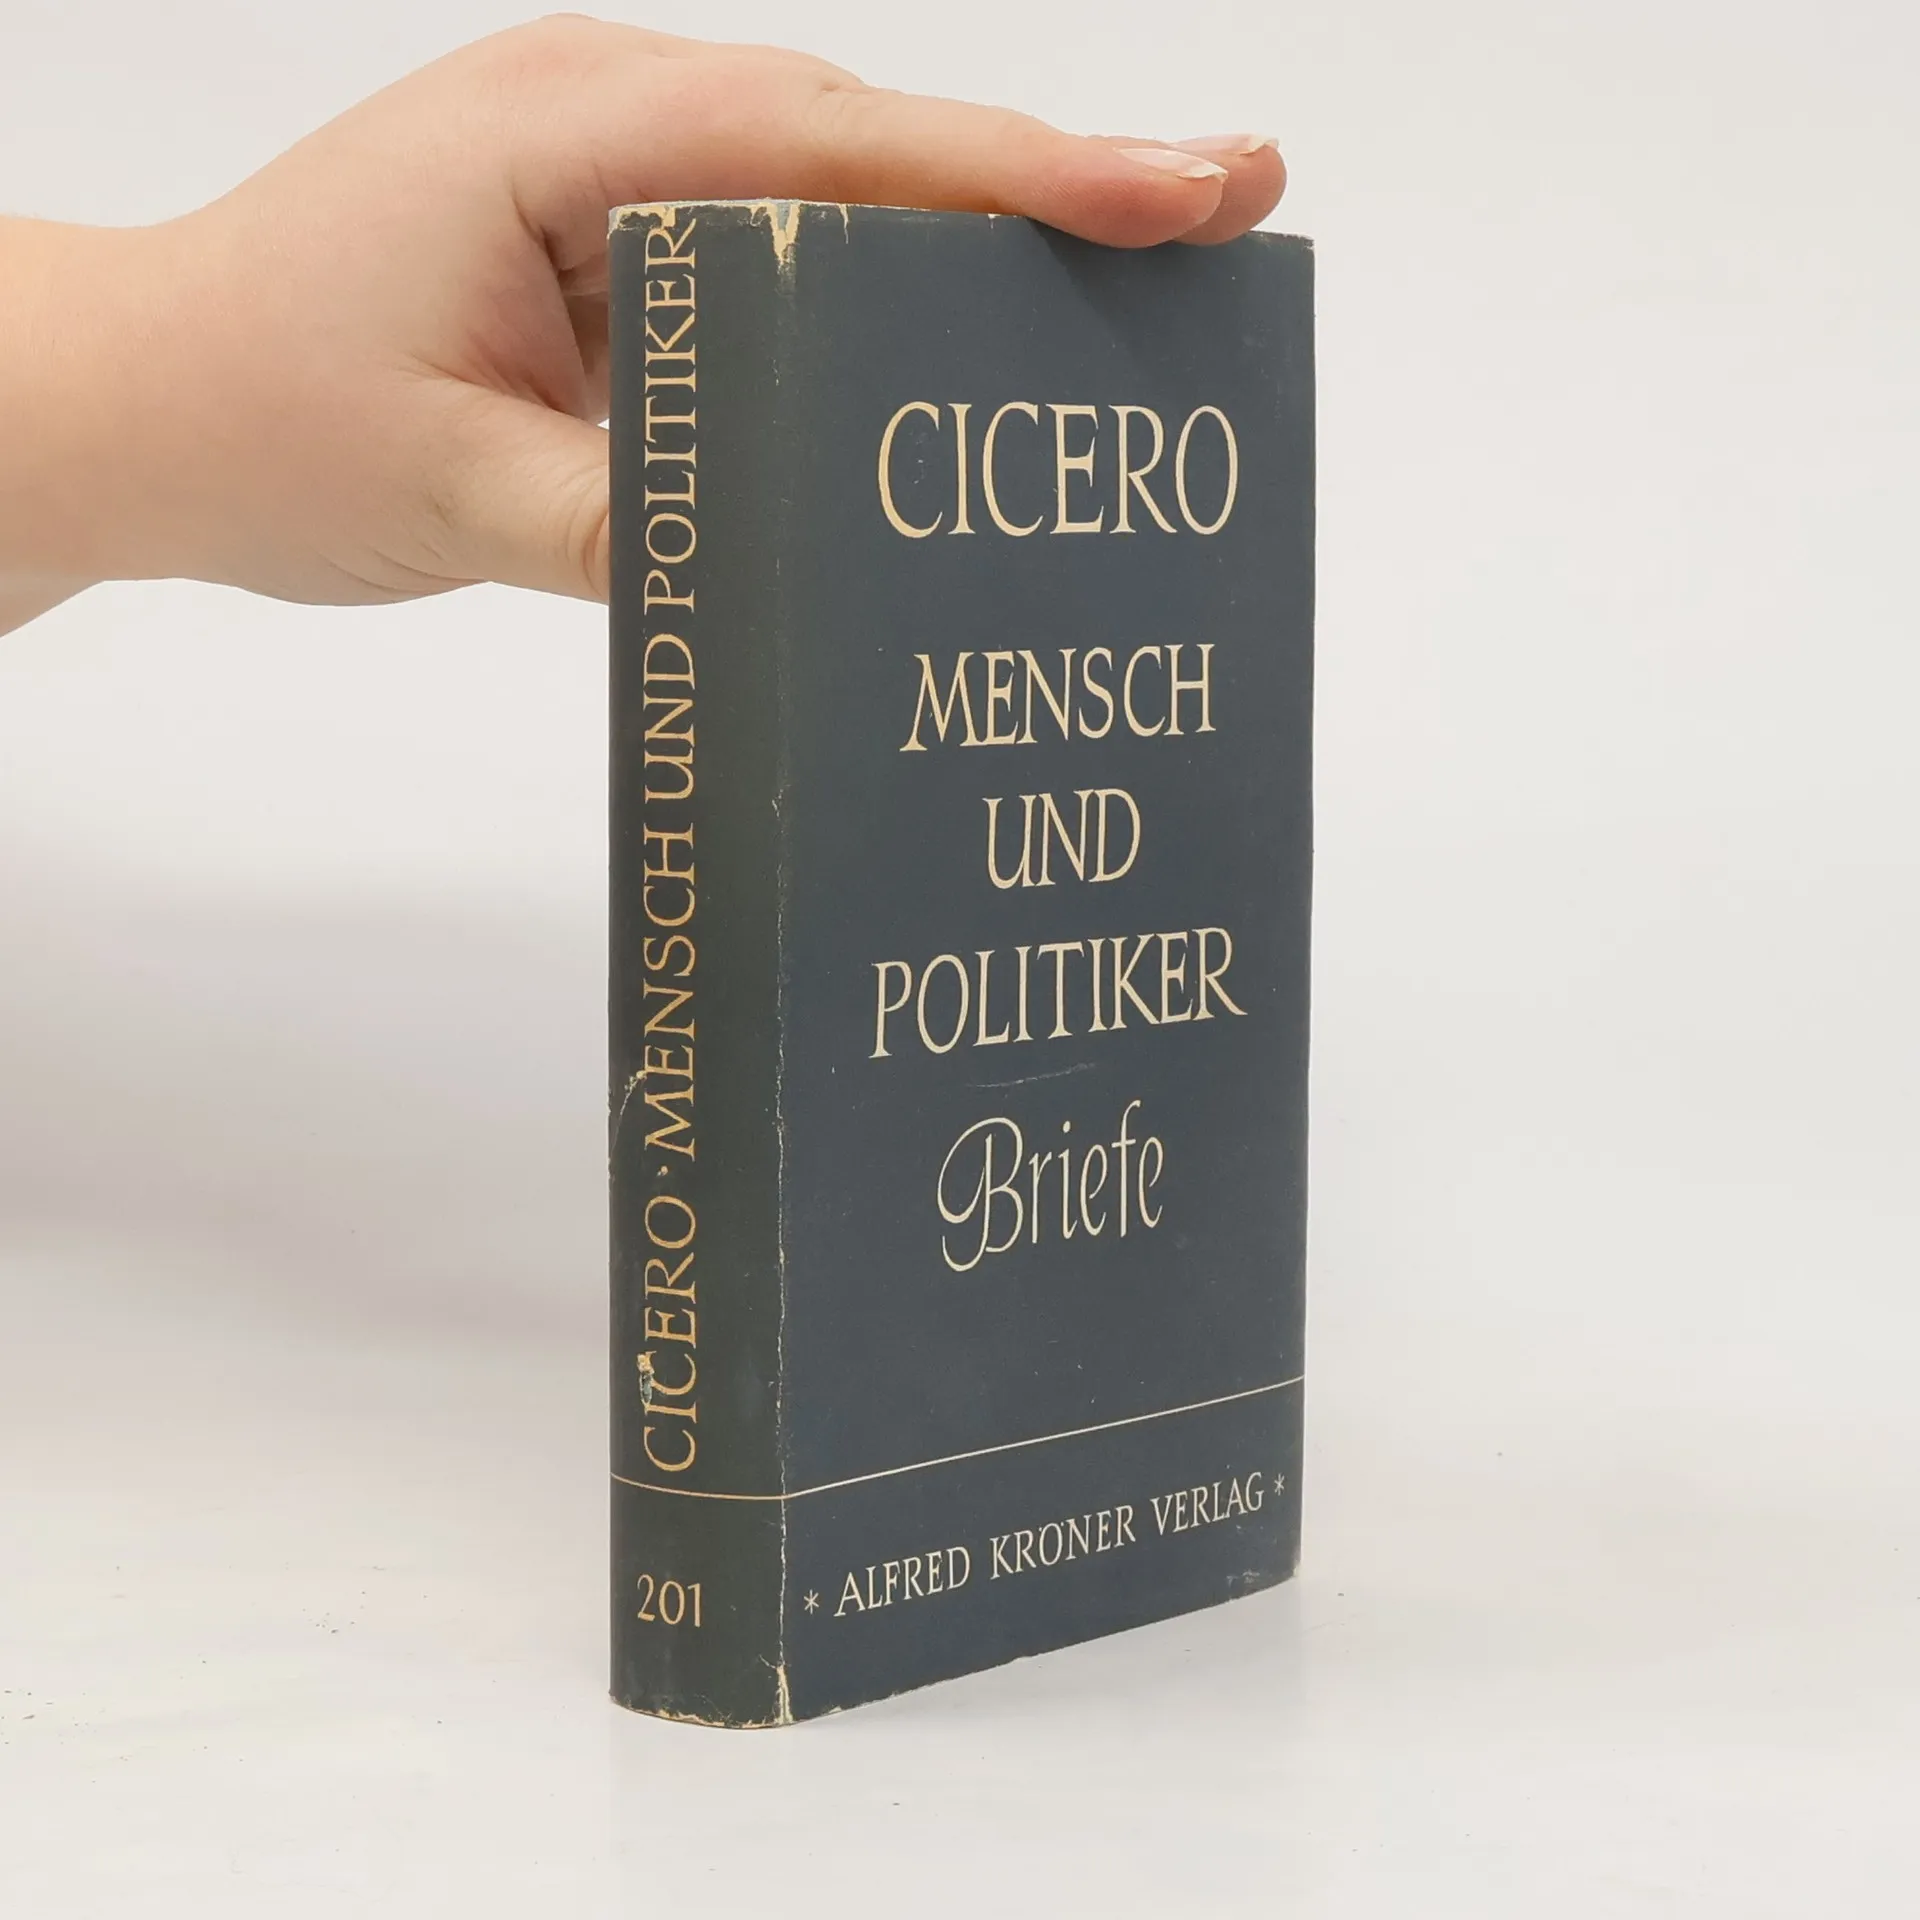 CICERO · MENSCH UND POLITIKER
201
CICERO
MENSCH
UND
POLITIKER
Briefe
* ALFRED KRÖNER VERLAG *